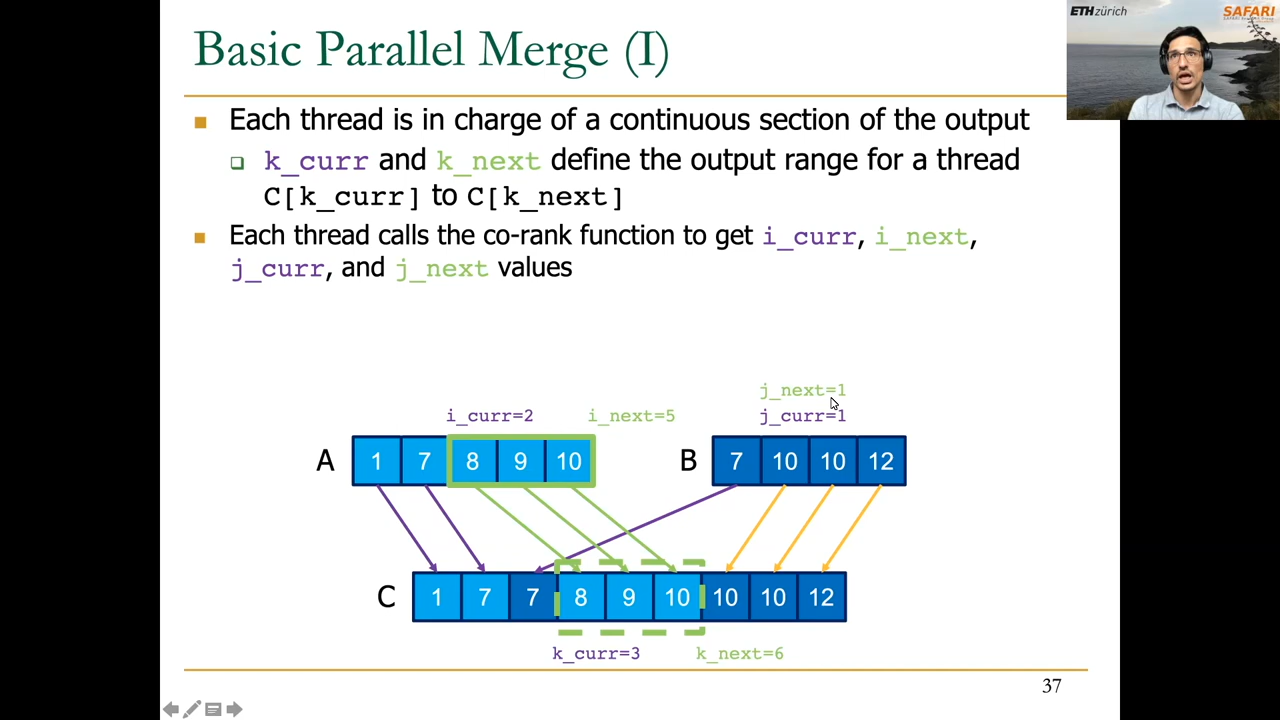 Basic Parallel Merge (I)
ETHzürich
SAFARI
Each thread is in charge of a continuous section of the output
k_curr and k_next define the output range for a thread
C[k_curr] to C[k_next]
Each thread calls the co-rank function to get i_curr, i_next,
j_curr, and j_next values
j_next=1
i_curr=2 i_next=5 j_curr=1
A 1 7 8 9 10 B 7 10 10 12
C 1 7 7 8 9 10 10 10 12
k_curr=3 k_next=6
37